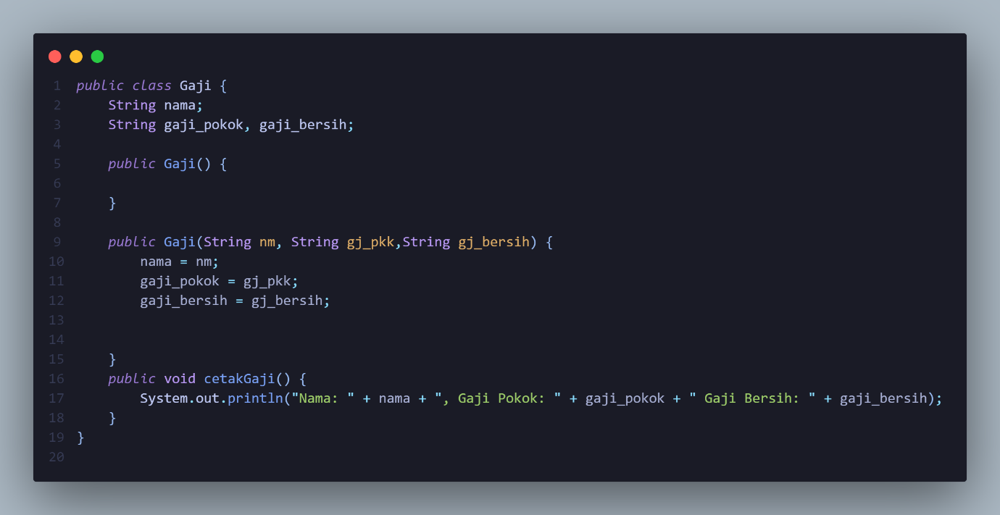 1 public class Gaji {
2     String nama;
3     String gaji_pokok, gaji_bersih;
4
5     public Gaji() {
6
7     }
8
9     public Gaji(String nm, String gj_pkk,String gj_bersih) {
10         nama = nm;
11         gaji_pokok = gj_pkk;
12         gaji_bersih = gj_bersih;
13
14
15     }
16     public void cetakGaji() {
17         System.out.println("Nama: " + nama + ", Gaji Pokok: " + gaji_pokok + " Gaji Bersih: " + gaji_bersih);
18     }
19 }
20